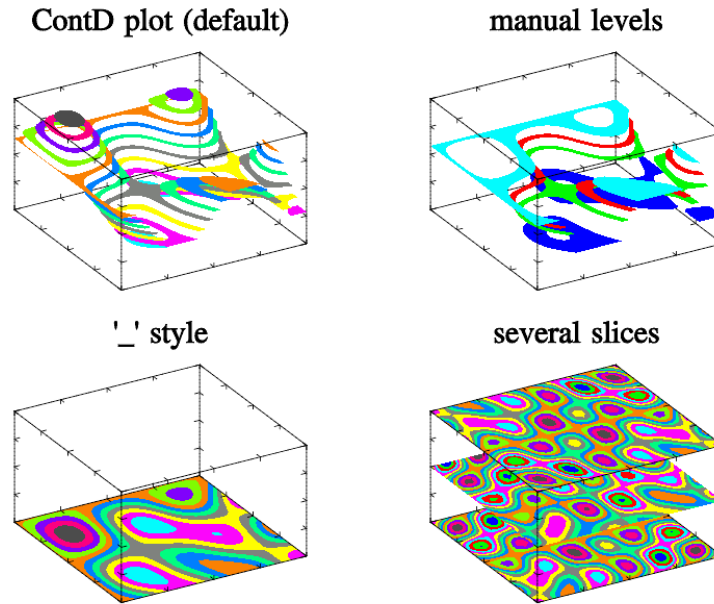 ContD plot (default)
manual levels
'_' style
several slices